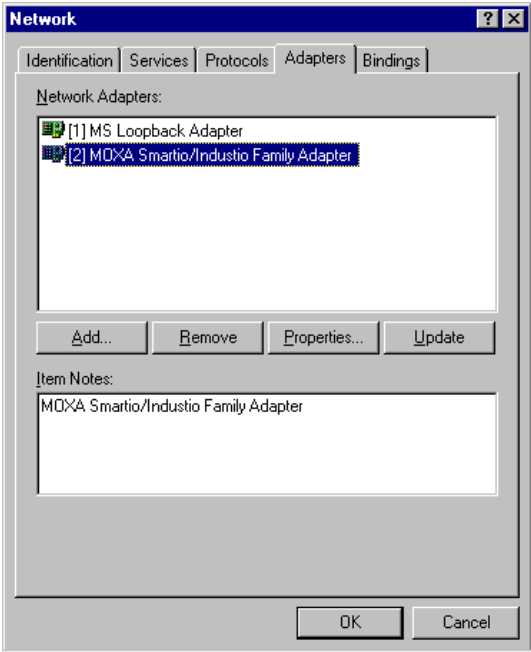 Network
Identification Services Protocols Adapters Bindings
Network Adapters:
[1] MS Loopback Adapter
[2] MOXA Smartio/Industio Family Adapter
Add... Remove Properties... Update
Item Notes:
MOXA Smartio/Industio Family Adapter
OK Cancel